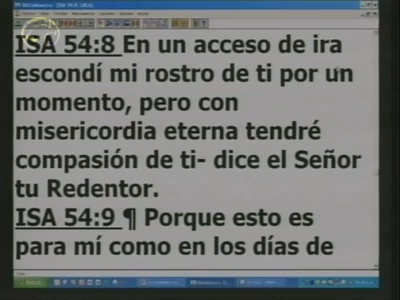 ISA 54:8 En un acceso de ira
escondí mi rostro de ti por un
momento, pero con
misericordia eterna tendré
compasión de ti- dice el Señor
tu Redentor.
ISA 54:9 ¶ Porque esto es
para mí como en los días de